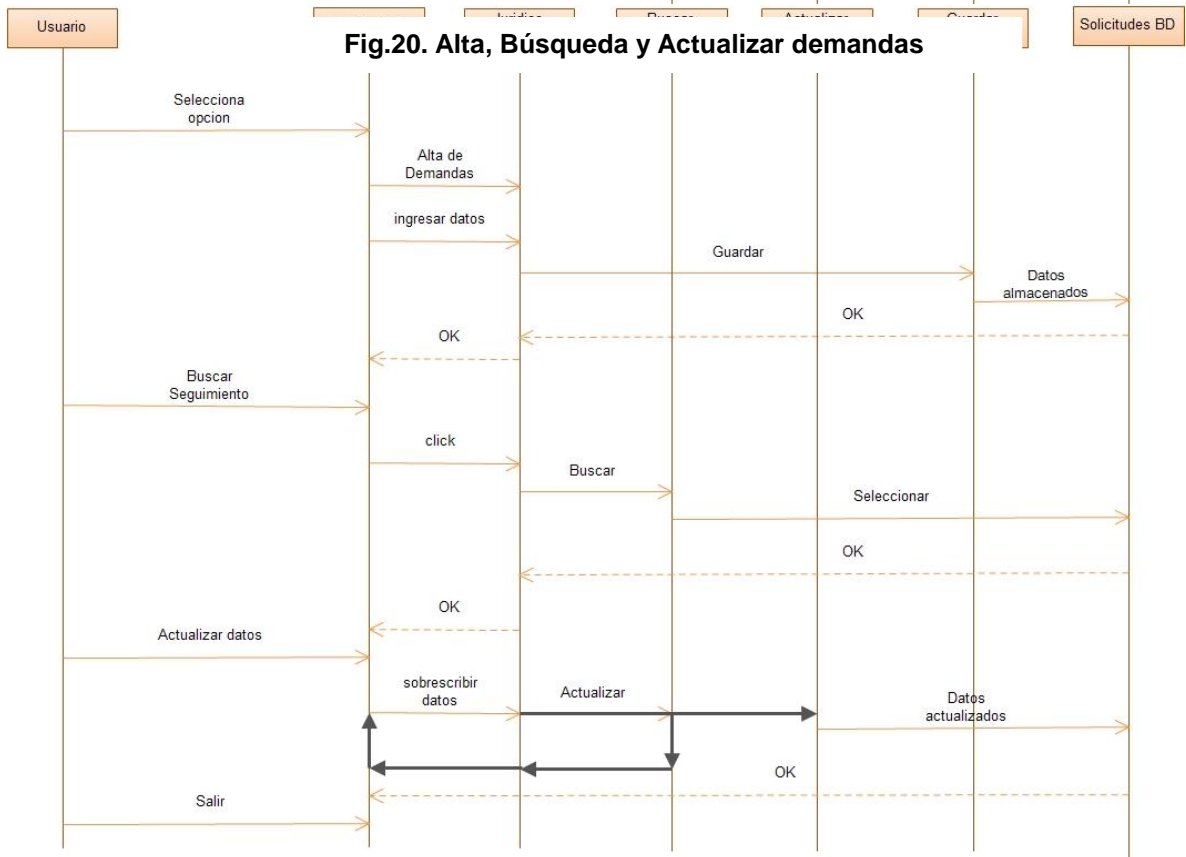 Usuario
Solicitudes BD
Fig.20. Alta, Búsqueda y Actualizar demandas
Selecciona
opcion
Alta de
Demandas
ingresar datos
Guardar
Datos
almacenados
OK
OK
Buscar
Seguimiento
click
Buscar
Seleccionar
OK
OK
Actualizar datos
sobrescribir
datos
Actualizar
Datos
actualizados
OK
Salir